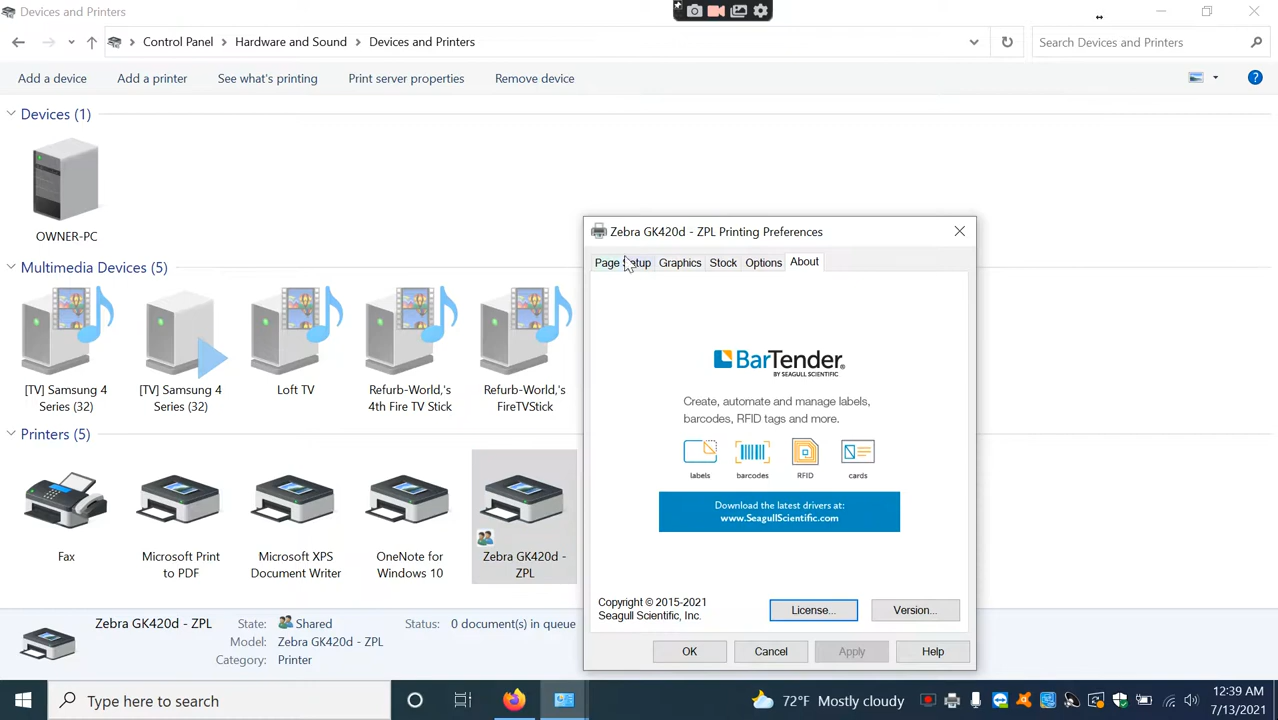 Devices and Printers
Control Panel > Hardware and Sound > Devices and Printers
Search Devices and Printers
Add a device
Add a printer
See what's printing
Print server properties
Remove device
Devices (1)
OWNER-PC
Multimedia Devices (5)
[TV] Samsung 4
Series (32)
[TV] Samsung 4
Series (32)
Loft TV
Refurb-World,'s
4th Fire TV Stick
Refurb-World,'s
FireTVStick
Printers (5)
Fax
Microsoft Print
to PDF
Microsoft XPS
Document Writer
OneNote for
Windows 10
Zebra GK420d -
ZPL
Zebra GK420d - ZPL Printing Preferences
Page Setup
Graphics
Stock
Options
About
BarTender
BY SEAGULL SCIENTIFIC
Create, automate and manage labels,
barcodes, RFID tags and more.
labels
barcodes
RFID
cards
Download the latest drivers at:
www.SeagullScientific.com
Copyright © 2015-2021
Seagull Scientific, Inc.
License...
Version...
OK
Cancel
Apply
Help
Zebra GK420d - ZPL
State: Shared
Status: 0 document(s) in queue
Model: Zebra GK420d - ZPL
Category: Printer
Type here to search
72°F Mostly cloudy
12:39 AM
7/13/2021